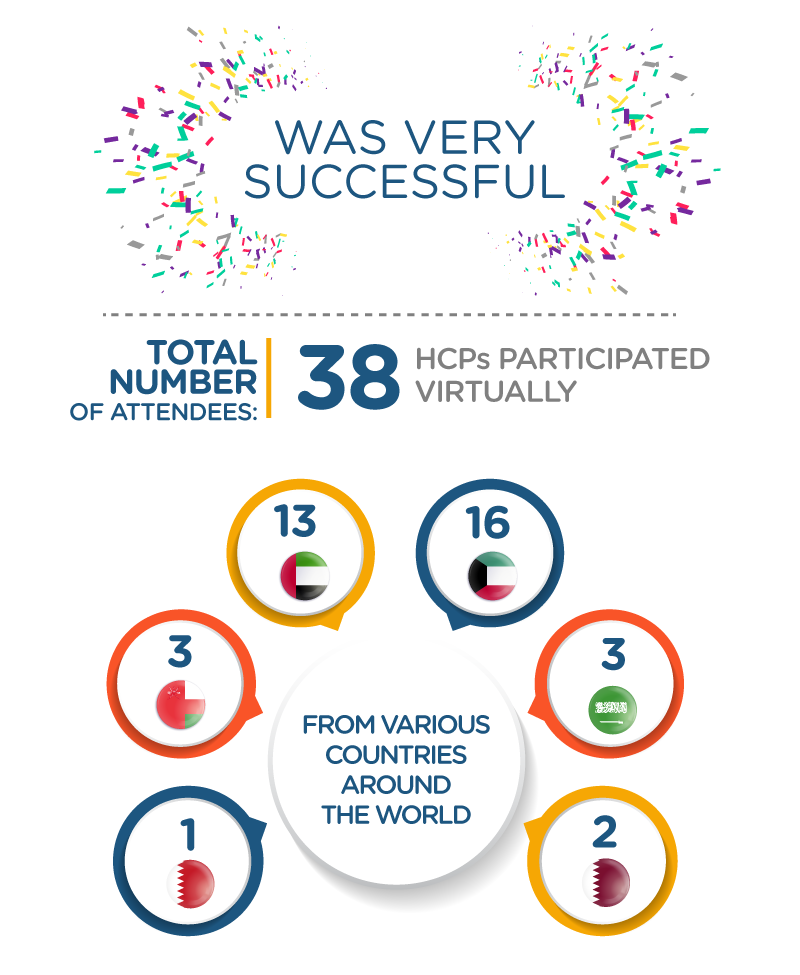 WAS VERY
SUCCESSFUL
TOTAL
NUMBER
OF ATTENDEES:
38
HCPs PARTICIPATED
VIRTUALLY
13
16
3
3
FROM VARIOUS
COUNTRIES
AROUND
THE WORLD
1
2